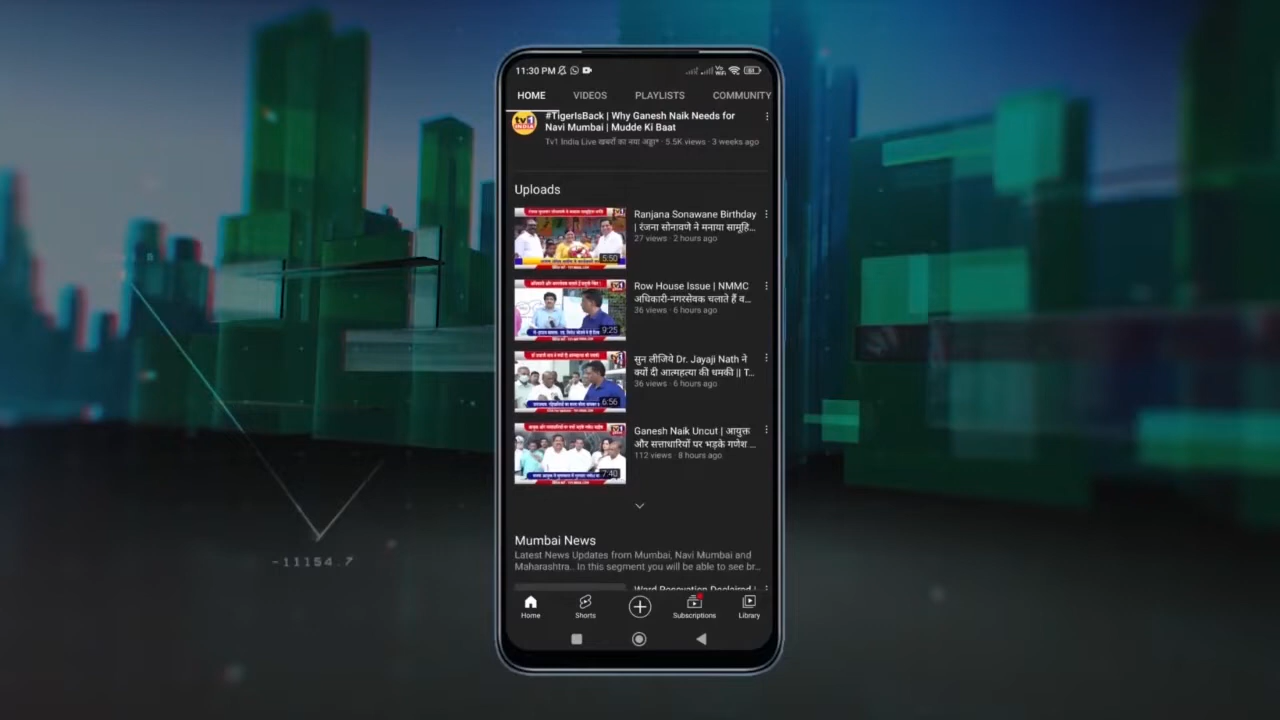 11:30 PM
HOME VIDEOS PLAYLISTS COMMUNITY
tv1 INDIA
#TigerIsBack | Why Ganesh Naik Needs for
Navi Mumbai | Mudde Ki Baat
Tv1 India Live खबरों का नया अड्डा* · 5.5K views · 3 weeks ago
Uploads
Ranjana Sonawane Birthday
| रंजना सोनावणे ने मनाया सामूहि...
27 views · 2 hours ago
5:50
Row House Issue | NMMC
अधिकारी-नगरसेवक चलाते हैं व...
36 views · 6 hours ago
9:25
सुन लीजिये Dr. Jayaji Nath ने
क्यों दी आत्महत्या की धमकी || T...
36 views · 6 hours ago
6:56
Ganesh Naik Uncut | आयुक्त
और सत्ताधारियों पर भड़के गणेश ...
112 views · 8 hours ago
7:40
Mumbai News
Latest News Updates from Mumbai, Navi Mumbai and
Maharashtra.. In this segment you will be able to see br...
Ward Renovation Declaired |
Home Shorts Subscriptions Library
-11154.7